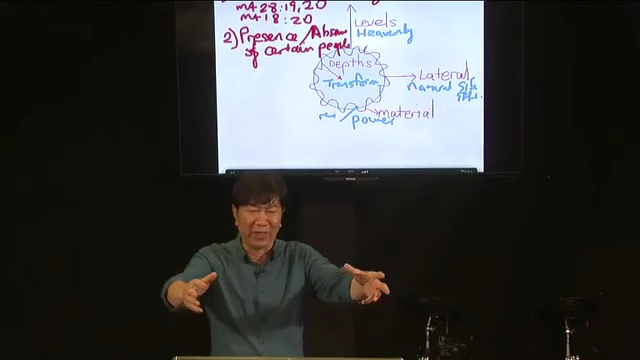 mt 28:19,20
mt 18:20
2) Presence /
of certain people
Levels
Heavenly
Depths
Transform
Lateral
natural
material
power